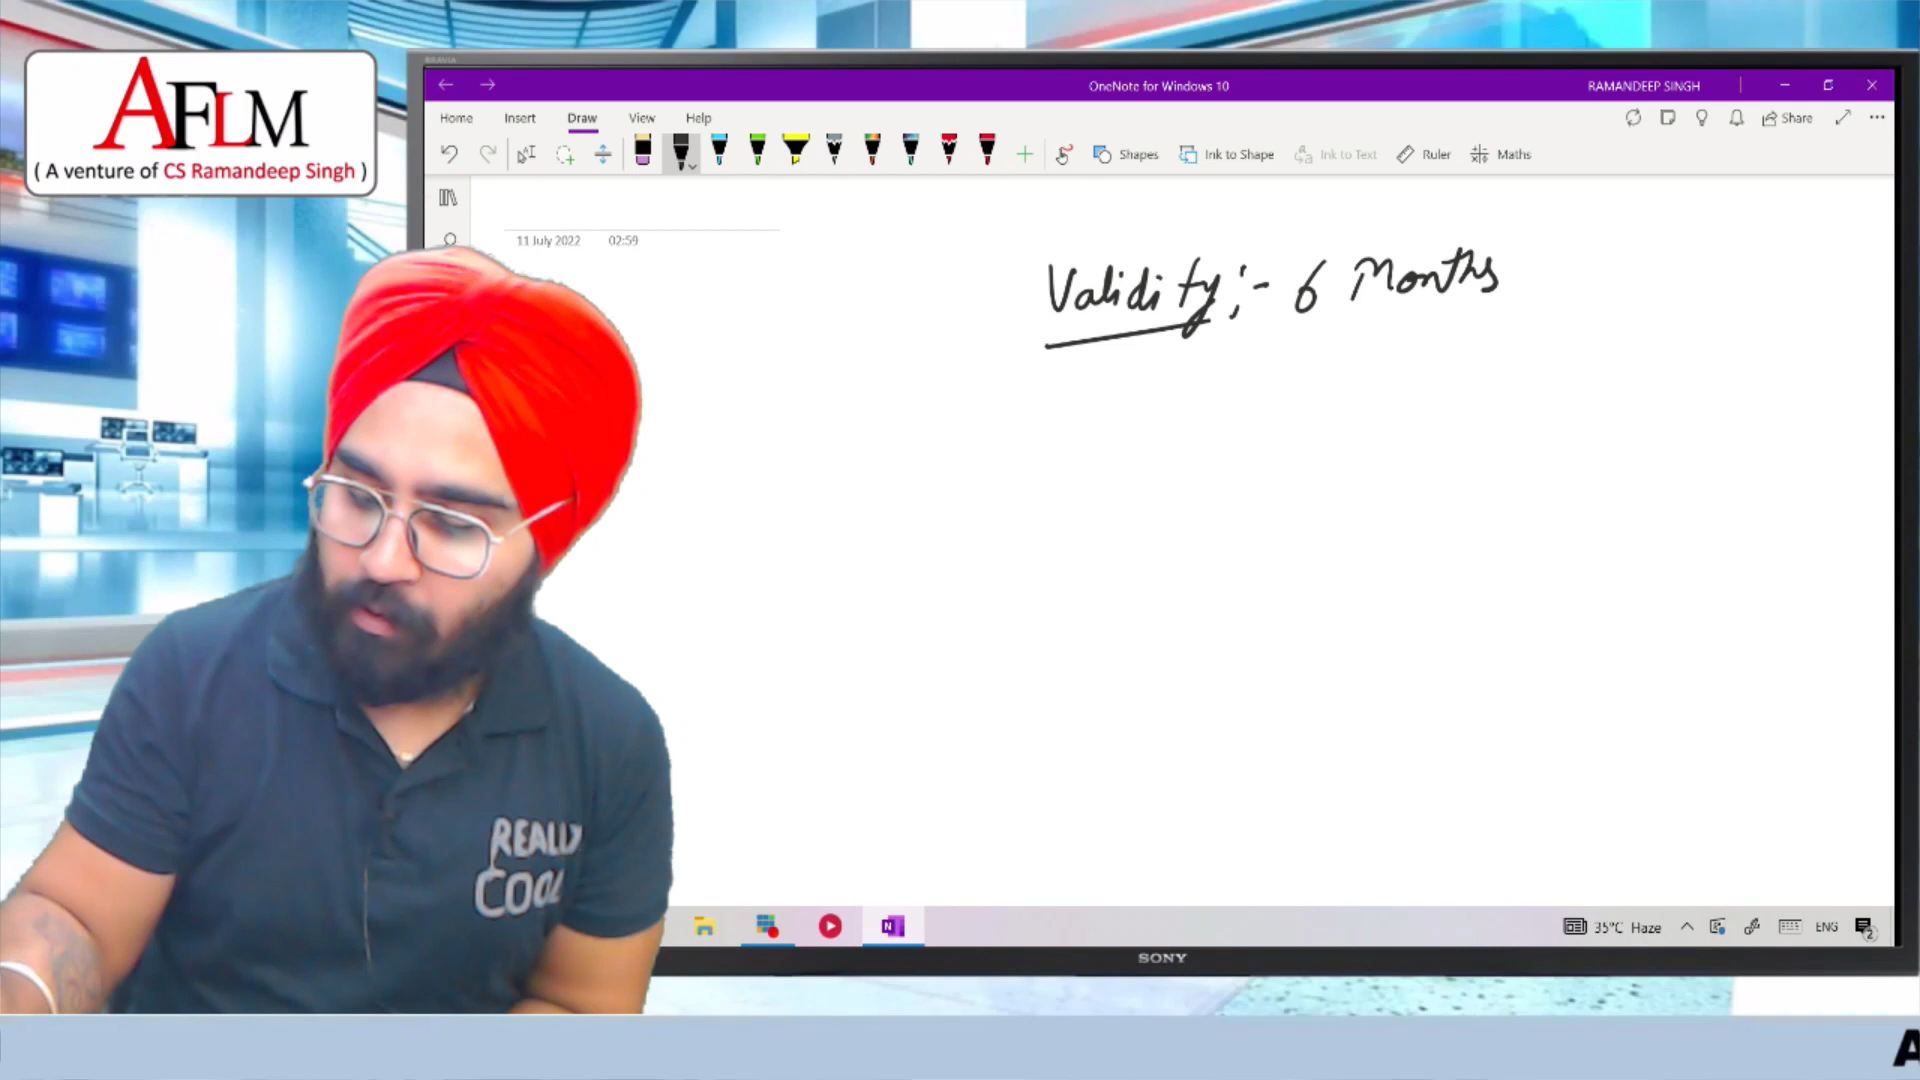 AFLM
( A venture of CS Ramandeep Singh )
BRAVIA
OneNote for Windows 10
RAMANDEEP SINGH
Home Insert Draw View Help
Share
Shapes Ink to Shape Ink to Text Ruler Maths
11 July 2022 02:59
Validity :- 6 Months
REALLY
COOL
35°C Haze
ENG
2
SONY
A